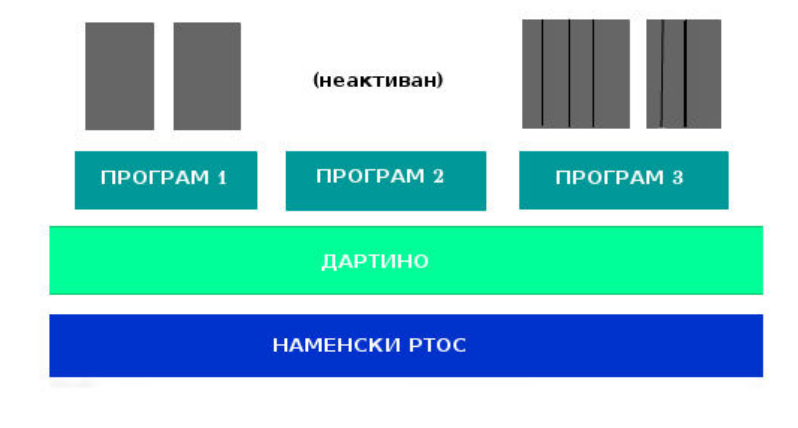 (неактиван)
ПРОГРАМ 1
ПРОГРАМ 2
ПРОГРАМ 3
ДАРТИНО
НАМЕНСКИ РТОС